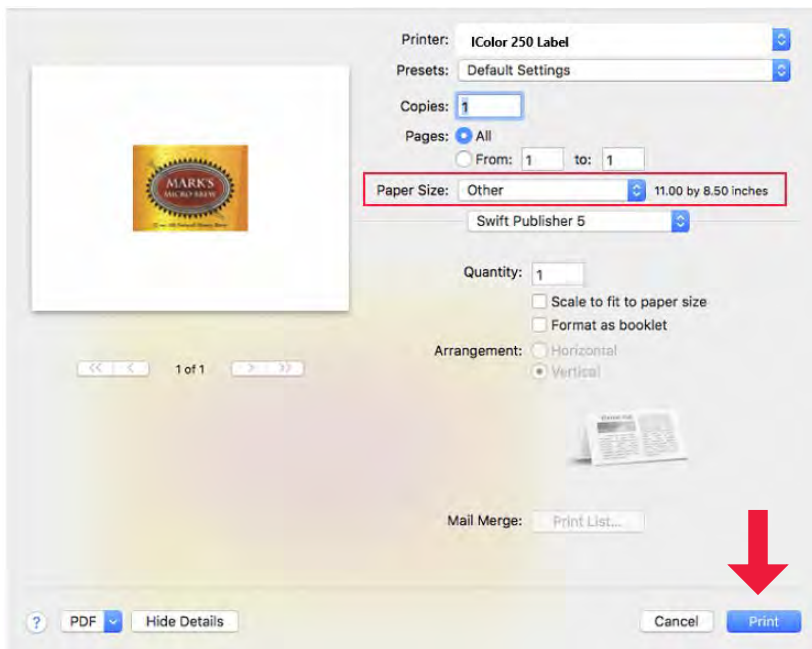 Printer: IColor 250 Label
Presets: Default Settings
Copies: 1
Pages: All
From: 1 to: 1
Paper Size: Other 11.00 by 8.50 inches
Swift Publisher 5
MARK'S
MICRO BREW
Quantity: 1
Scale to fit to paper size
Format as booklet
Arrangement: Horizontal
Vertical
<< < 1 of 1 > >>
Mail Merge: Print List...
? PDF Hide Details Cancel Print